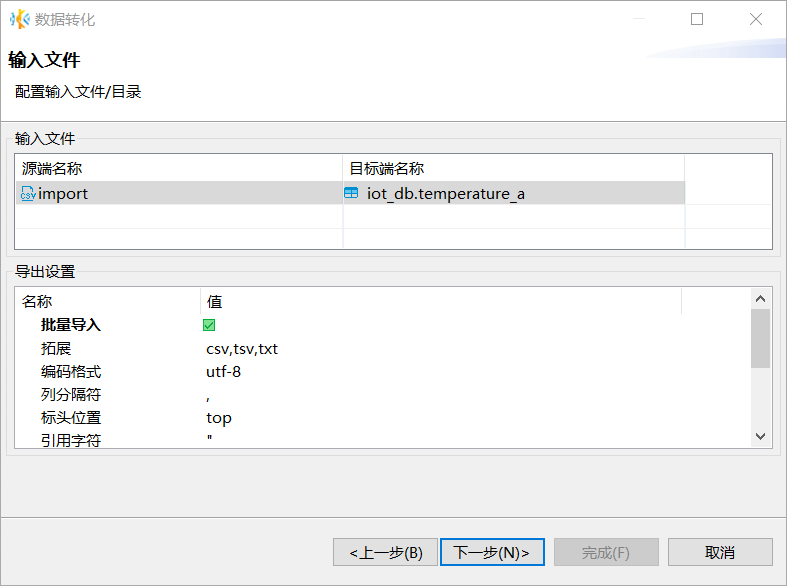 数据转化
输入文件
配置输入文件/目录
输入文件
源端名称 目标端名称
CSV import iot_db.temperature_a
导出设置
名称 值
批量导入
拓展 csv,tsv,txt
编码格式 utf-8
列分隔符 ,
标头位置 top
引用字符 "
<上一步(B) 下一步(N)> 完成(F) 取消